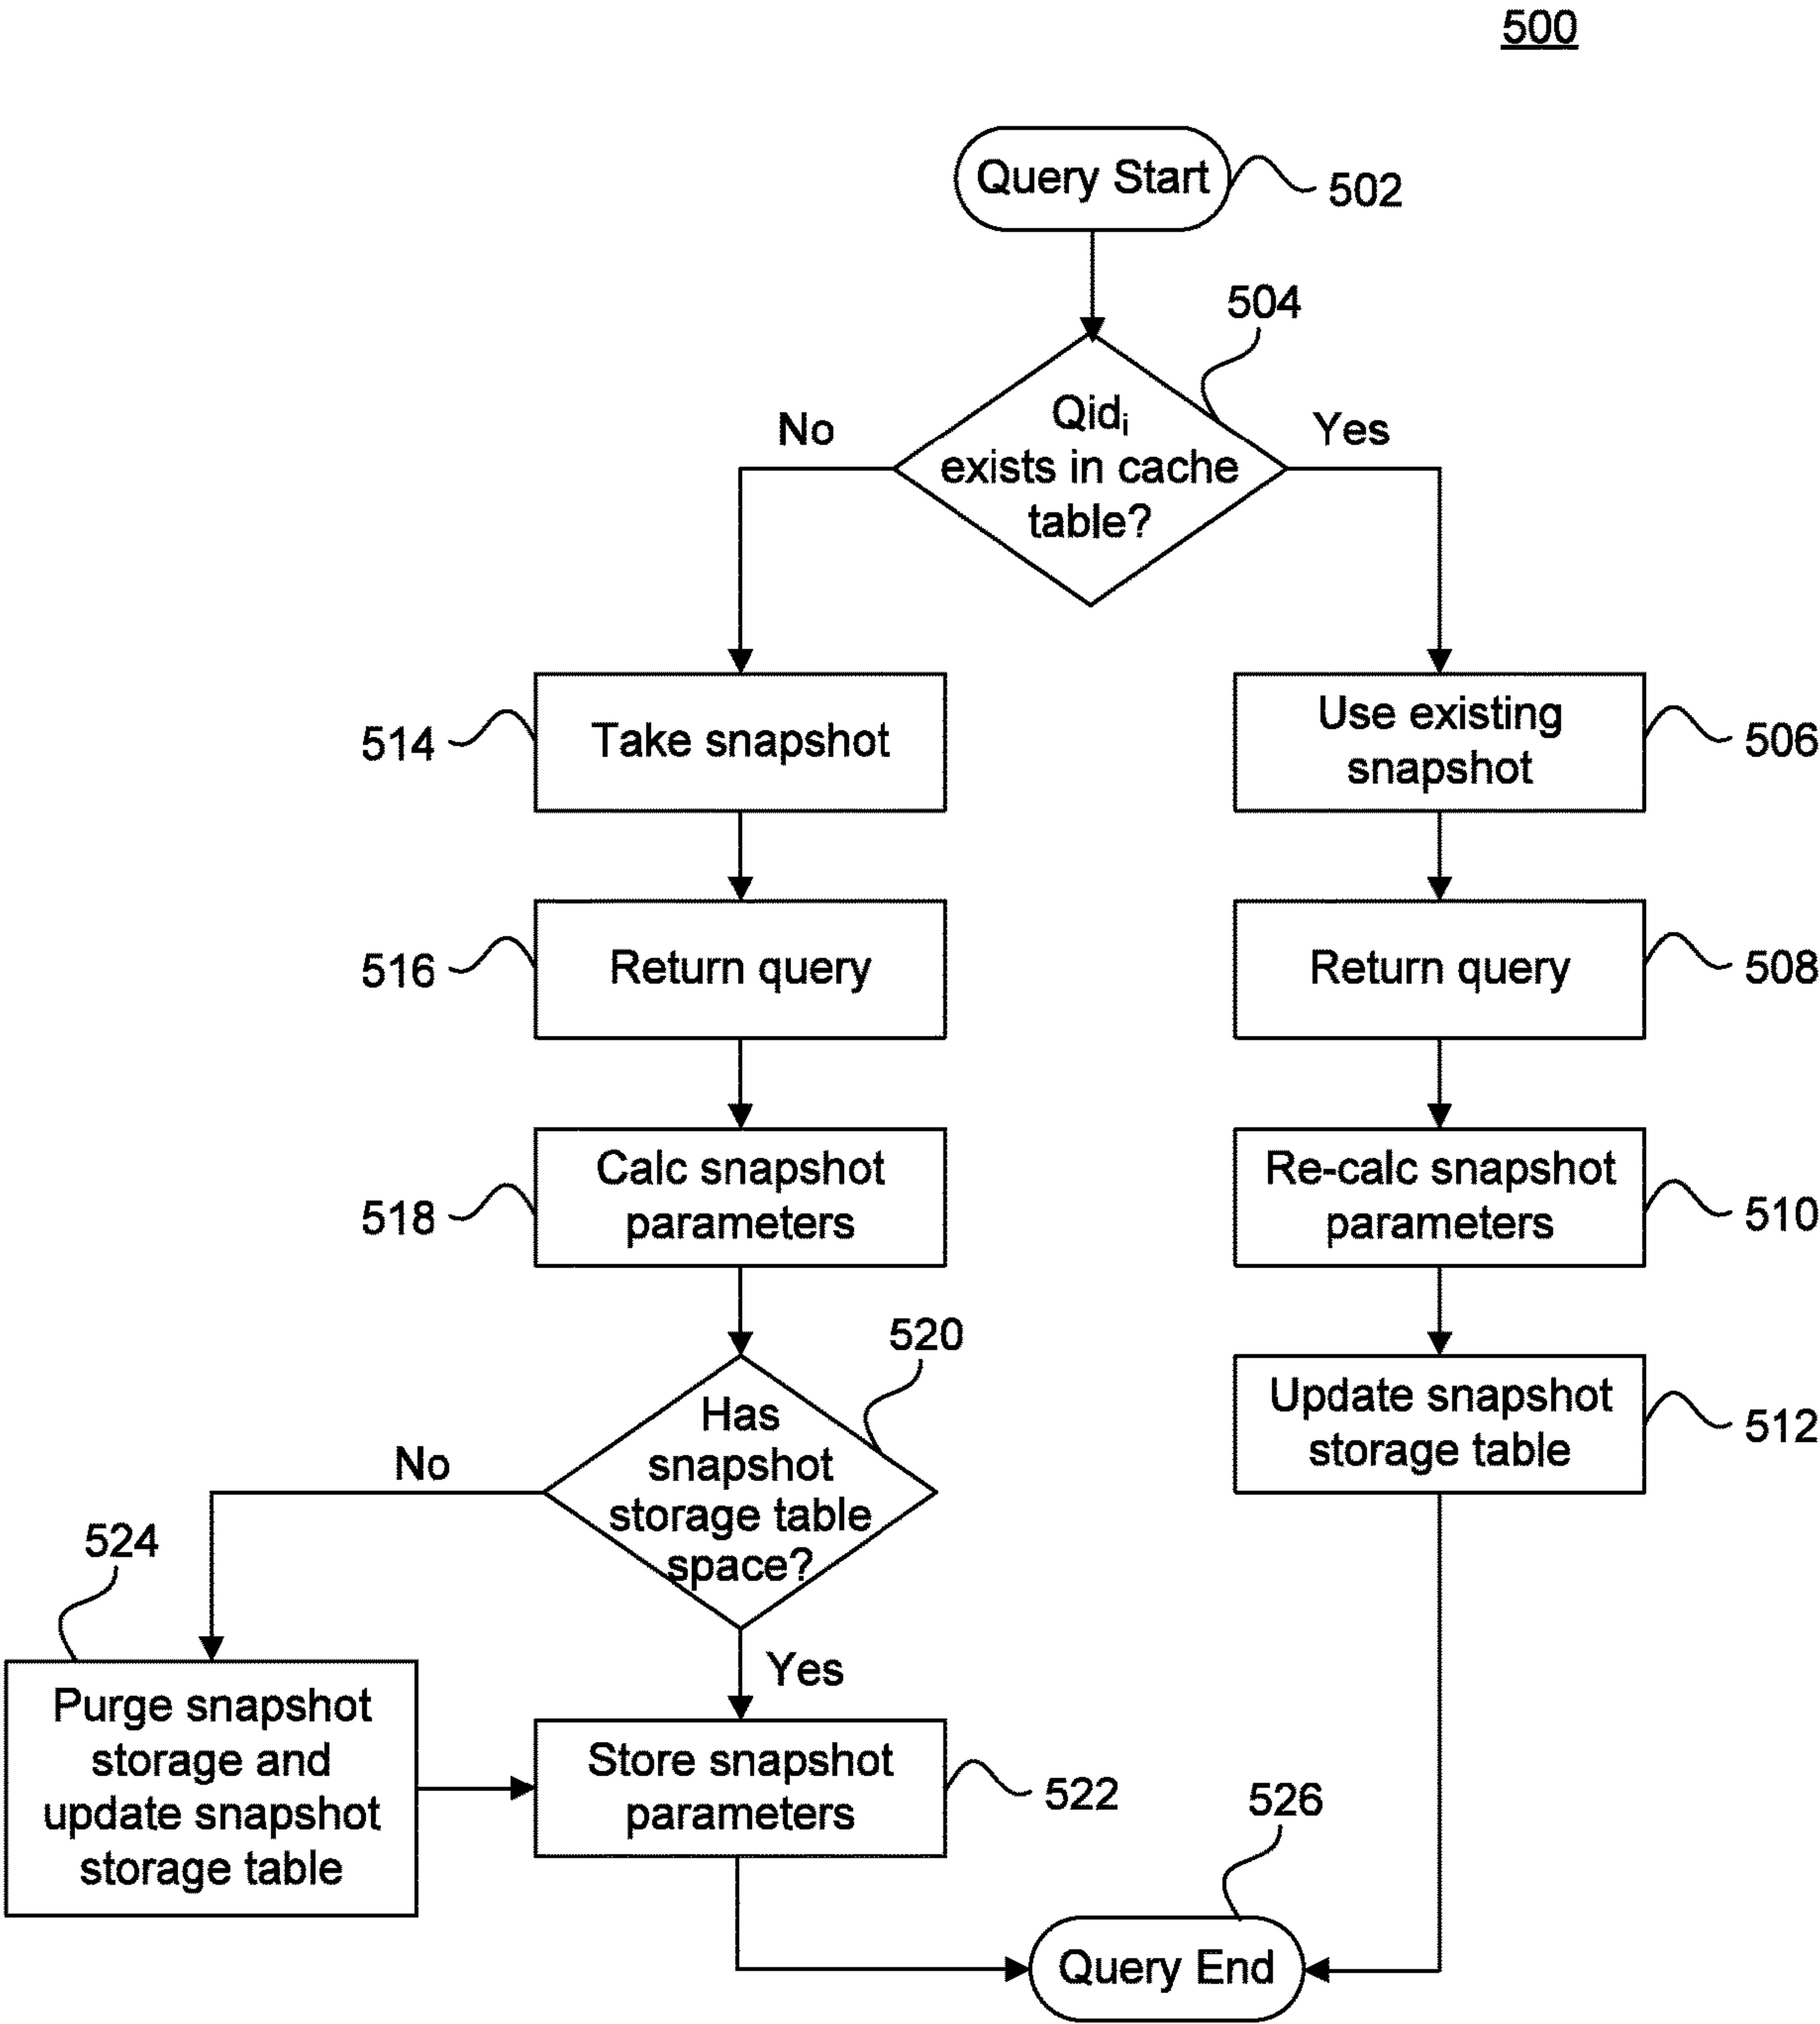 500
Query Start
502
504
Qidᵢ
exists in cache
table?
No
Yes
514
Take snapshot
Use existing
snapshot
506
516
Return query
Return query
508
518
Calc snapshot
parameters
Re-calc snapshot
parameters
510
520
Has
snapshot
storage table
space?
No
Yes
Update snapshot
storage table
512
524
Purge snapshot
storage and
update snapshot
storage table
Store snapshot
parameters
522
526
Query End